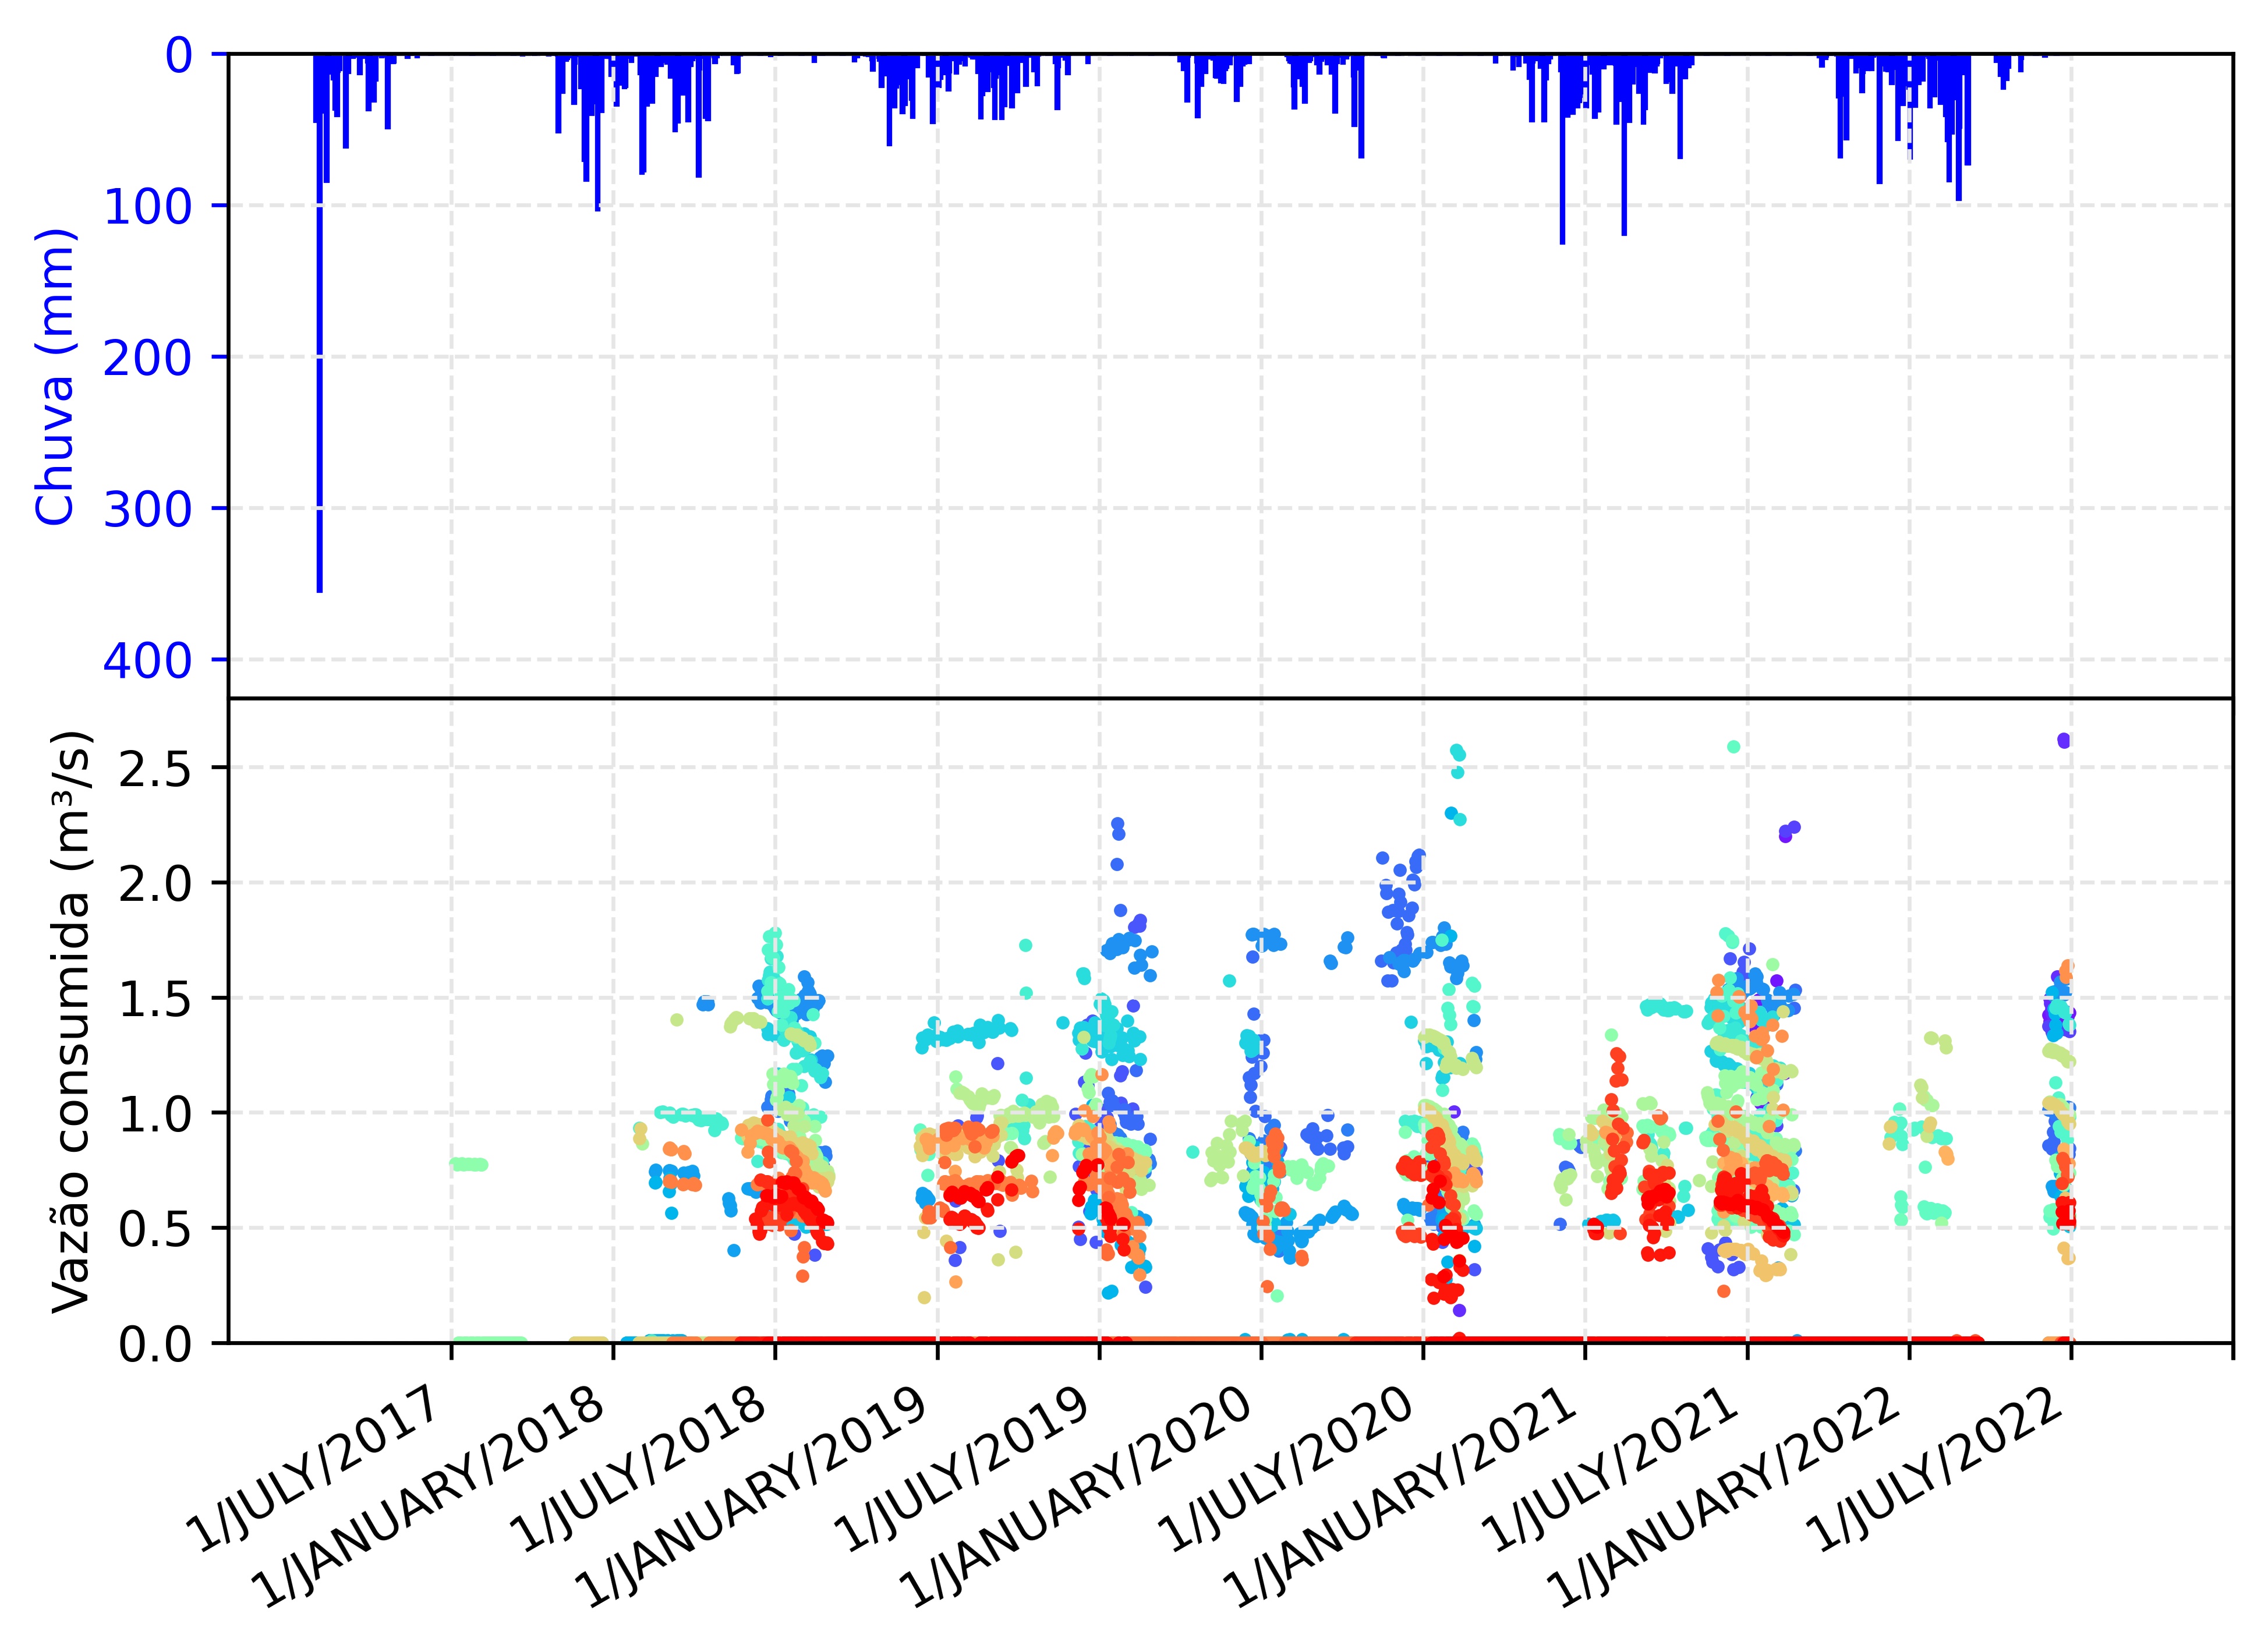 0
100
200
300
400
Chuva (mm)
2.5
2.0
1.5
1.0
0.5
0.0
Vazão consumida (m³/s)
1/JULY/2017
1/JANUARY/2018
1/JULY/2018
1/JANUARY/2019
1/JULY/2019
1/JANUARY/2020
1/JULY/2020
1/JANUARY/2021
1/JULY/2021
1/JANUARY/2022
1/JULY/2022